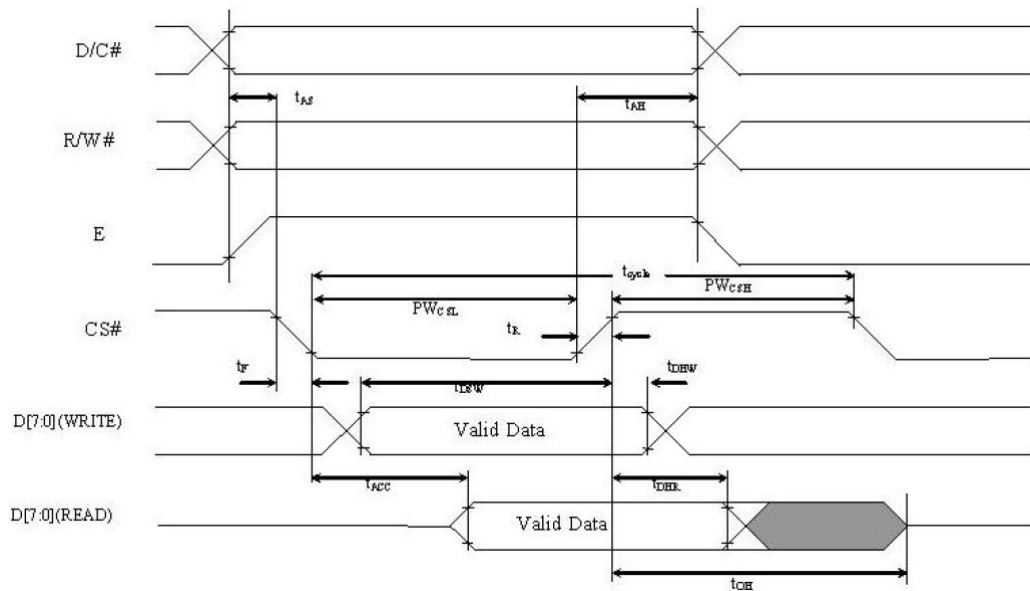 D/C#
tAS
tAH
R/W#
E
tcycle
PWCSL
PWCSH
CS#
tR
tF
tDSW
tDHW
D[7:0](WRITE)
Valid Data
tACC
tDHR
D[7:0](READ)
Valid Data
tOH